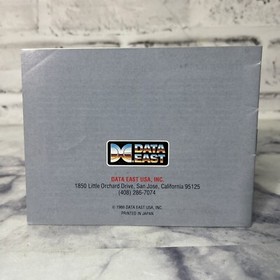 DATA
EAST
DATA EAST USA, INC.
1850 Little Orchard Drive, San Jose, California 95125
(408) 286-7074
© 1988 DATA EAST USA, INC.
PRINTED IN JAPAN